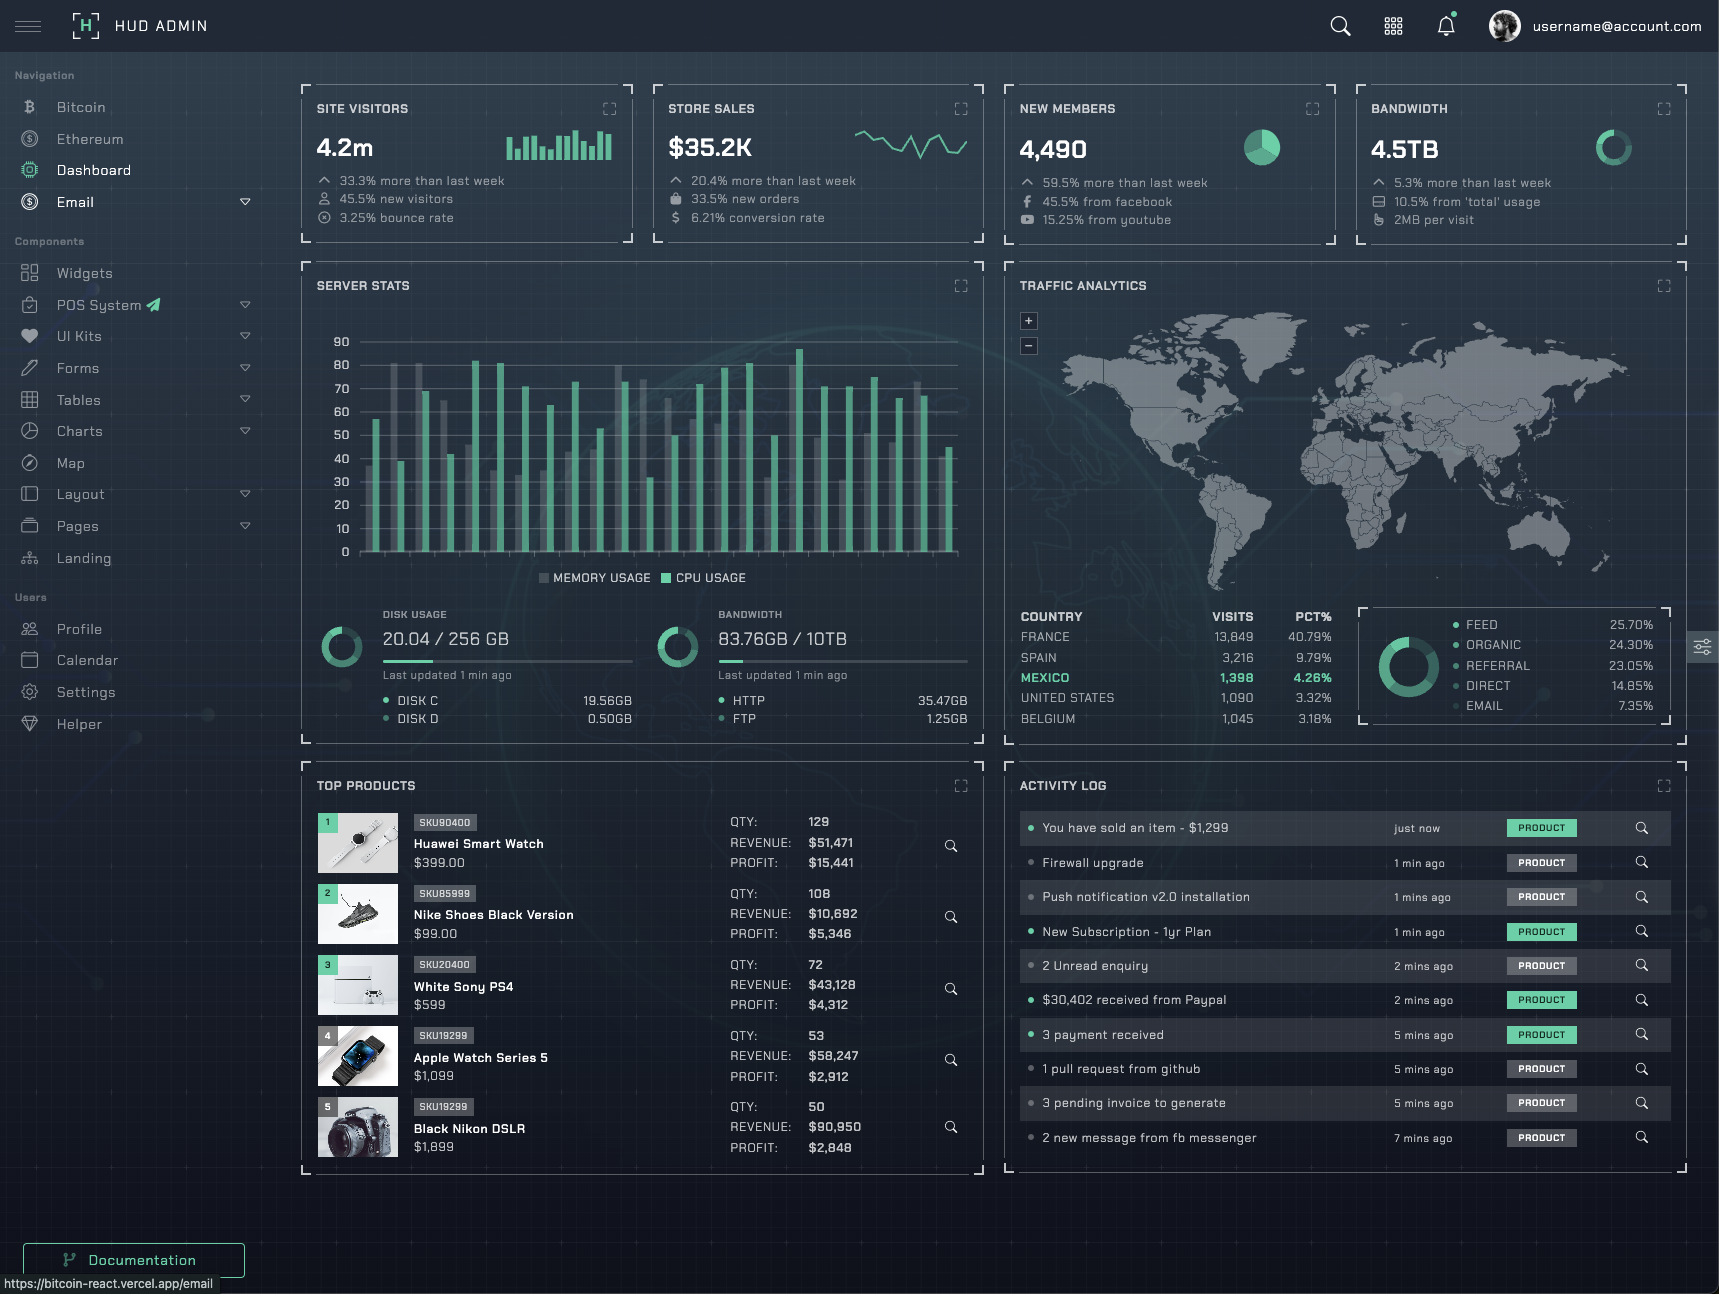 HUD ADMIN
username@account.com
Navigation
Bitcoin
Ethereum
Dashboard
Email
Components
Widgets
POS System
UI Kits
Forms
Tables
Charts
Map
Layout
Pages
Landing
Users
Profile
Calendar
Settings
Helper
Documentation
https://bitcoin-react.vercel.app/email
SITE VISITORS
4.2m
33.3% more than last week
45.5% new visitors
3.25% bounce rate
STORE SALES
$35.2K
20.4% more than last week
33.5% new orders
6.21% conversion rate
NEW MEMBERS
4,490
59.5% more than last week
45.5% from facebook
15.25% from youtube
BANDWIDTH
4.5TB
5.3% more than last week
10.5% from 'total' usage
2MB per visit
SERVER STATS
90
80
70
60
50
40
30
20
10
0
MEMORY USAGE CPU USAGE
DISK USAGE
20.04 / 256 GB
Last updated 1 min ago
DISK C 19.56GB
DISK D 0.50GB
BANDWIDTH
83.76GB / 10TB
Last updated 1 min ago
HTTP 35.47GB
FTP 1.25GB
TRAFFIC ANALYTICS
+
−
COUNTRY VISITS PCT%
FRANCE 13,849 40.79%
SPAIN 3,216 9.79%
MEXICO 1,398 4.26%
UNITED STATES 1,090 3.32%
BELGIUM 1,045 3.18%
FEED 25.70%
ORGANIC 24.30%
REFERRAL 23.05%
DIRECT 14.85%
EMAIL 7.35%
TOP PRODUCTS
1
SKU90400
Huawei Smart Watch
$399.00
QTY: 129
REVENUE: $51,471
PROFIT: $15,441
2
SKU85999
Nike Shoes Black Version
$99.00
QTY: 108
REVENUE: $10,692
PROFIT: $5,346
3
SKU20400
White Sony PS4
$599
QTY: 72
REVENUE: $43,128
PROFIT: $4,312
4
SKU19299
Apple Watch Series 5
$1,099
QTY: 53
REVENUE: $58,247
PROFIT: $2,912
5
SKU19299
Black Nikon DSLR
$1,899
QTY: 50
REVENUE: $90,950
PROFIT: $2,848
ACTIVITY LOG
You have sold an item - $1,299 just now PRODUCT
Firewall upgrade 1 min ago PRODUCT
Push notification v2.0 installation 1 mins ago PRODUCT
New Subscription - 1yr Plan 1 min ago PRODUCT
2 Unread enquiry 2 mins ago PRODUCT
$30,402 received from Paypal 2 mins ago PRODUCT
3 payment received 5 mins ago PRODUCT
1 pull request from github 5 mins ago PRODUCT
3 pending invoice to generate 5 mins ago PRODUCT
2 new message from fb messenger 7 mins ago PRODUCT